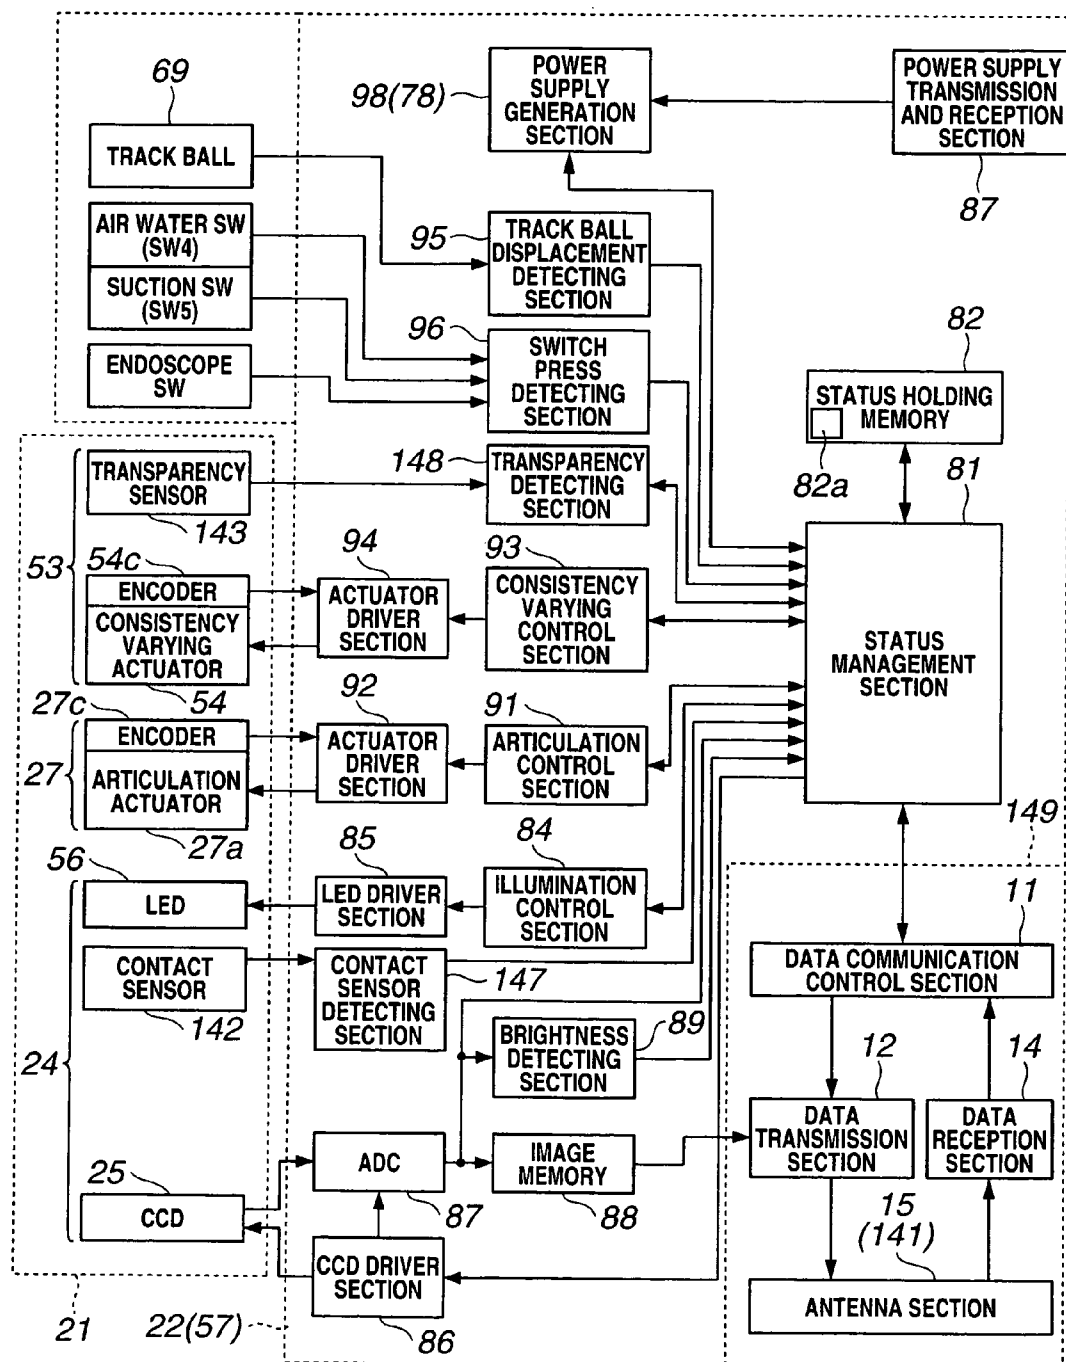 69
TRACK BALL
AIR WATER SW
(SW4)
SUCTION SW
(SW5)
ENDOSCOPE
SW
98(78)
POWER
SUPPLY
GENERATION
SECTION
POWER SUPPLY
TRANSMISSION
AND RECEPTION
SECTION
87
95
TRACK BALL
DISPLACEMENT
DETECTING
SECTION
96
SWITCH
PRESS
DETECTING
SECTION
82
STATUS HOLDING
MEMORY
82a
81
STATUS
MANAGEMENT
SECTION
TRANSPARENCY
SENSOR
143
148
TRANSPARENCY
DETECTING
SECTION
53
54c
ENCODER
CONSISTENCY
VARYING
ACTUATOR
54
94
ACTUATOR
DRIVER
SECTION
93
CONSISTENCY
VARYING
CONTROL
SECTION
27c
ENCODER
27
ARTICULATION
ACTUATOR
27a
92
ACTUATOR
DRIVER
SECTION
91
ARTICULATION
CONTROL
SECTION
149
56
LED
85
LED DRIVER
SECTION
84
ILLUMINATION
CONTROL
SECTION
11
DATA COMMUNICATION
CONTROL SECTION
CONTACT
SENSOR
142
CONTACT
SENSOR
DETECTING
SECTION
147
24
BRIGHTNESS
DETECTING
SECTION
89
12
DATA
TRANSMISSION
SECTION
14
DATA
RECEPTION
SECTION
25
CCD
ADC
87
IMAGE
MEMORY
88
15
(141)
CCD DRIVER
SECTION
86
ANTENNA SECTION
21
22(57)